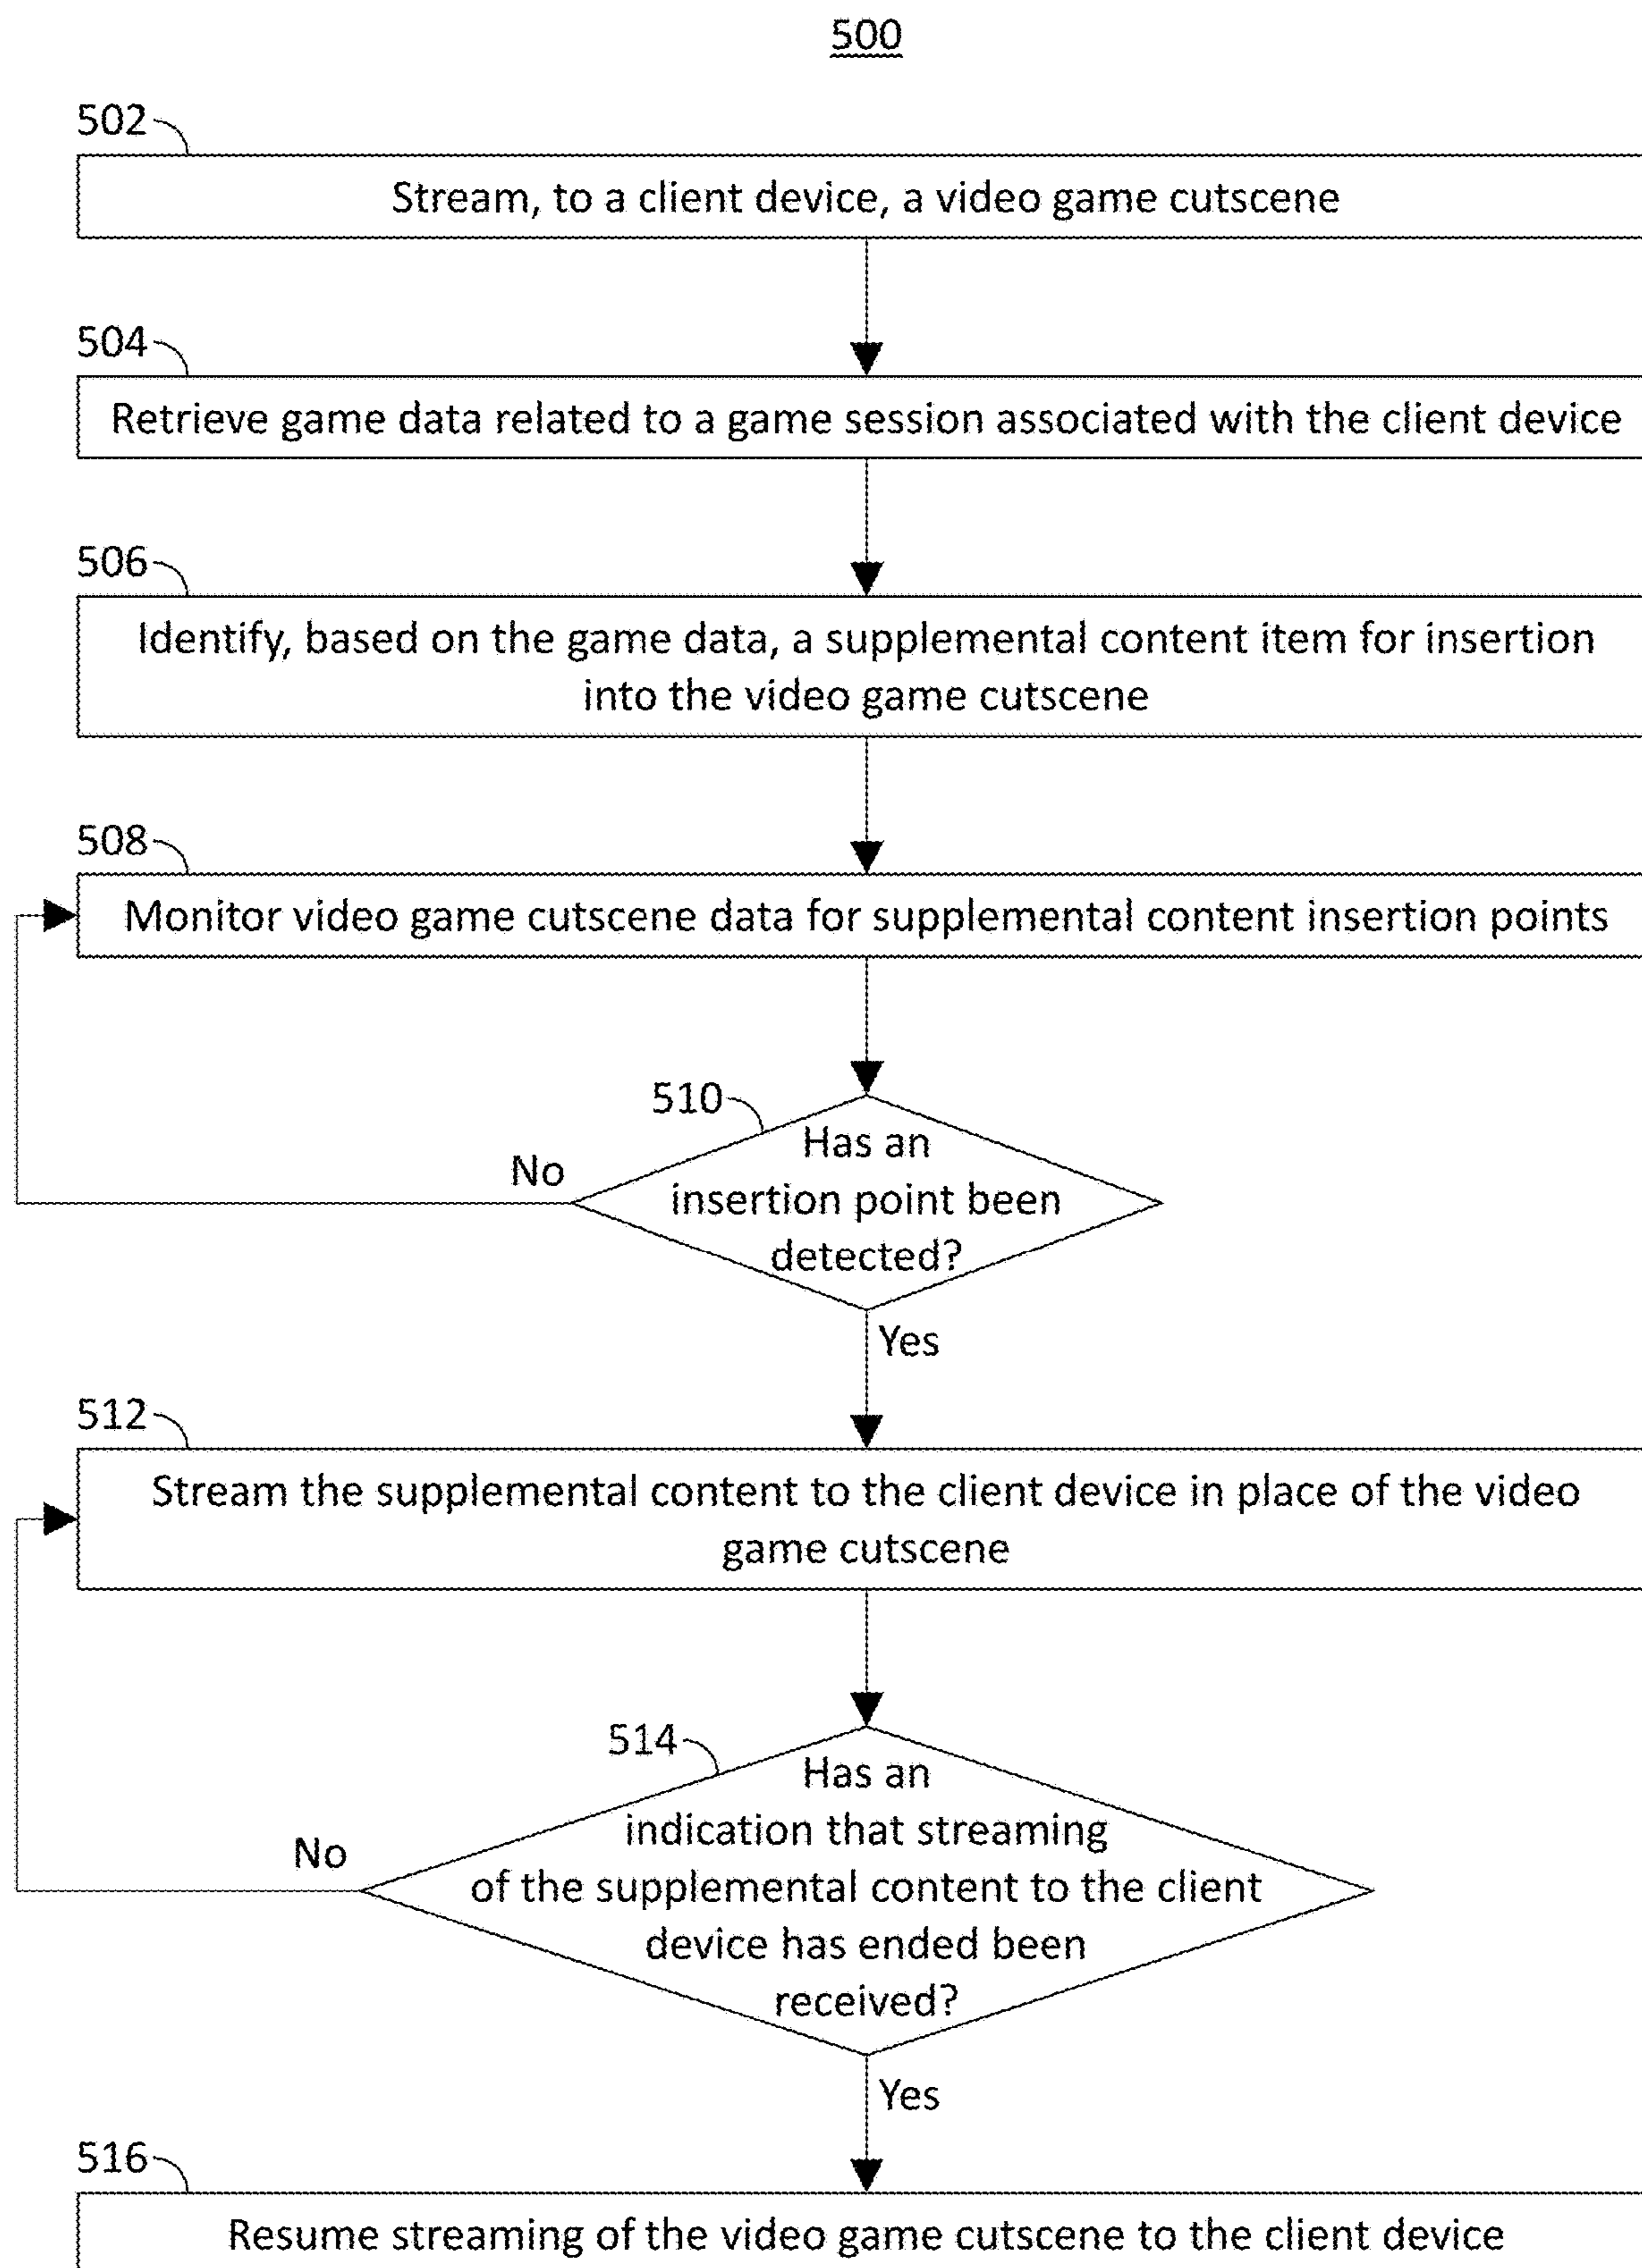 500
502
Stream, to a client device, a video game cutscene
504
Retrieve game data related to a game session associated with the client device
506
Identify, based on the game data, a supplemental content item for insertion
into the video game cutscene
508
Monitor video game cutscene data for supplemental content insertion points
510
Has an
insertion point been
detected?
No
Yes
512
Stream the supplemental content to the client device in place of the video
game cutscene
514
Has an
indication that streaming
of the supplemental content to the client
device has ended been
received?
No
Yes
516
Resume streaming of the video game cutscene to the client device